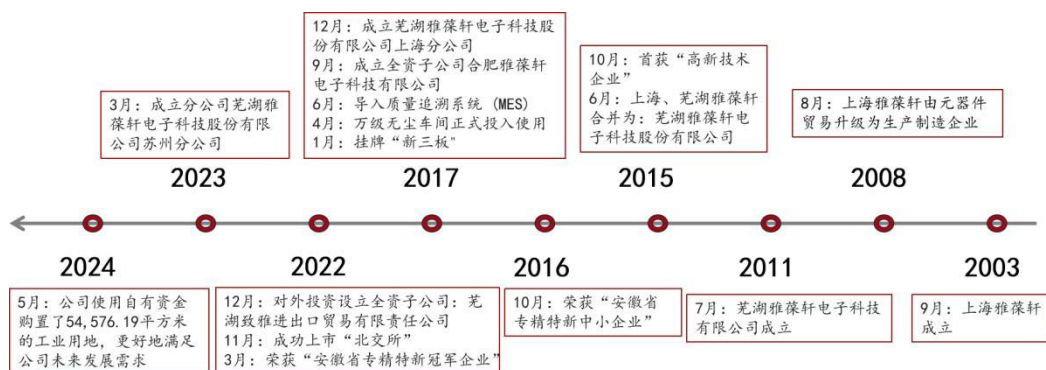 12月：成立芜湖雅葆轩电子科技股
份有限公司上海分公司
9月：成立全资子公司合肥雅葆轩
电子科技有限公司
6月：导入质量追溯系统（MES）
4月：万级无尘车间正式投入使用
1月：挂牌“新三板”
10月：首获“高新技术
企业”
6月：上海、芜湖雅葆轩
合并为：芜湖雅葆轩电
子科技股份有限公司
3月：成立分公司芜湖雅
葆轩电子科技股份有限
公司苏州分公司
8月：上海雅葆轩由元器件
贸易升级为生产制造企业
2023
2017
2015
2008
2024
2022
2016
2011
2003
5月：公司使用自有资金
购置了54,576.19平方米
的工业用地，更好地满足
公司未来发展需求
12月：对外投资设立全资子公司：芜
湖致雅进出口贸易有限责任公司
11月：成功上市“北交所”
3月：荣获“安徽省专精特新冠军企业”
10月：荣获“安徽省
专精特新中小企业”
7月：芜湖雅葆轩电子科技
有限公司成立
9月：上海雅葆轩
成立